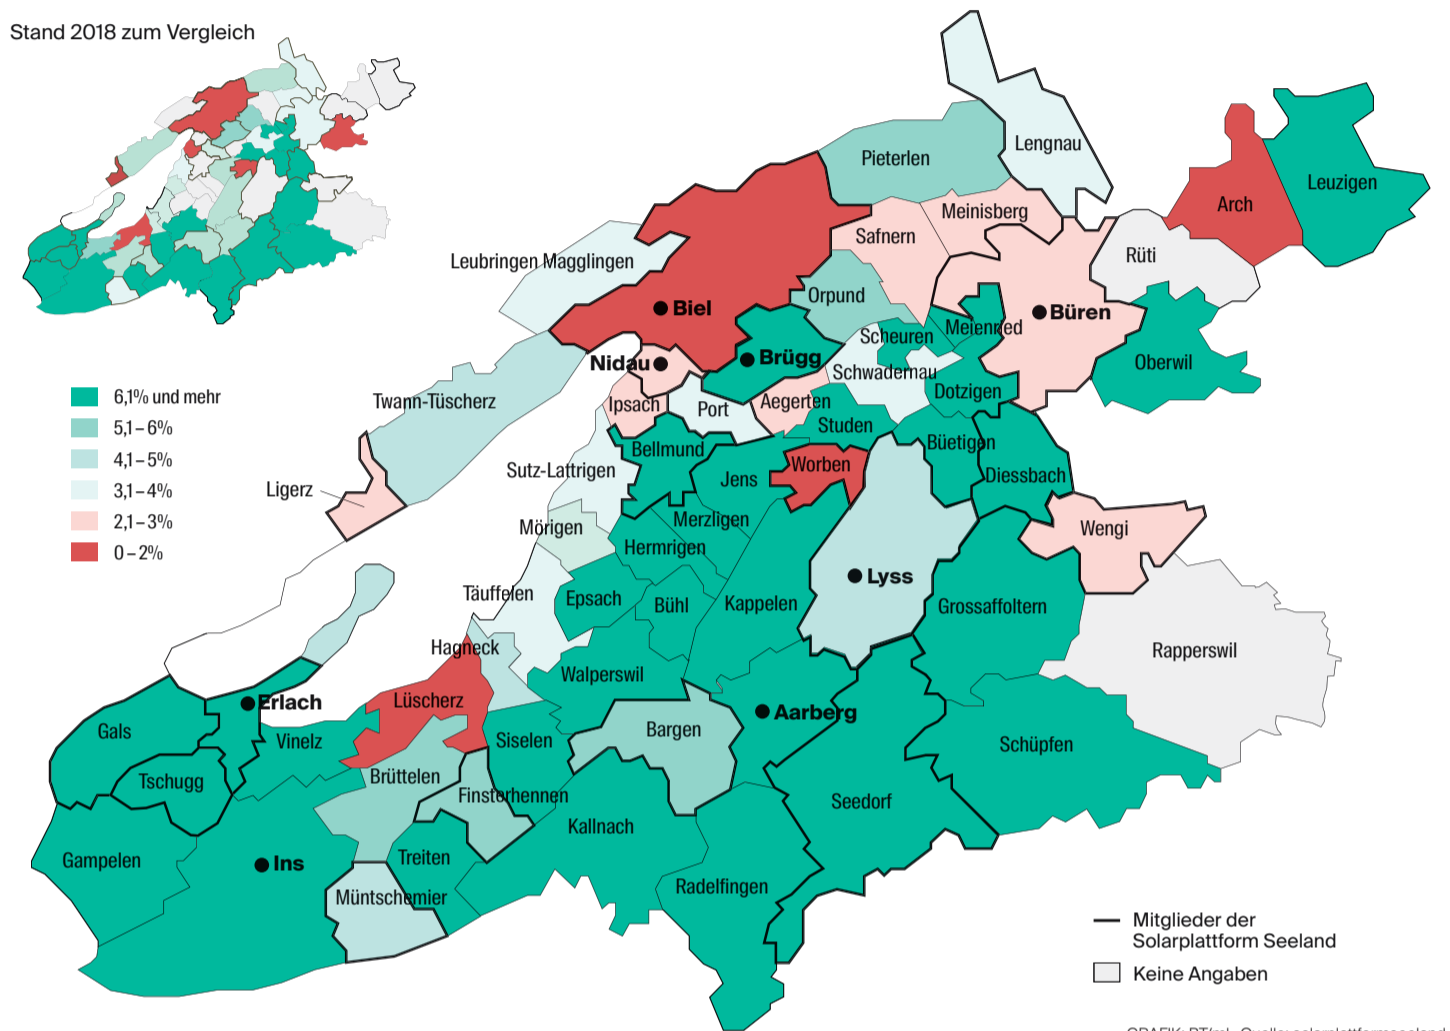 Stand 2018 zum Vergleich
Lengnau
Pieterlen
Leuzigen
Arch
Meinisberg
Safnern
Rüti
Leubringen Magglingen
Orpund
Biel
Büren
Meienried
Scheuren
Brügg
Nidau
Oberwil
Schwadernau
Dotzigen
6,1% und mehr
5,1–6%
4,1–5%
3,1–4%
2,1–3%
0–2%
Twann-Tüscherz
Ipsach
Port
Aegerten
Studen
Büetigen
Bellmund
Diessbach
Worben
Sutz-Lattrigen
Jens
Ligerz
Merzligen
Mörigen
Wengi
Hermrigen
Lyss
Täuffelen
Epsach
Bühl
Kappelen
Grossaffoltern
Hagneck
Rapperswil
Walperswil
Erlach
Lüscherz
Aarberg
Gals
Vinelz
Siselen
Bargen
Schüpfen
Tschugg
Brüttelen
Finsterhennen
Seedorf
Kallnach
Gampelen
Ins
Treiten
Radelfingen
Müntschemier
Mitglieder der
Solarplattform Seeland
Keine Angaben